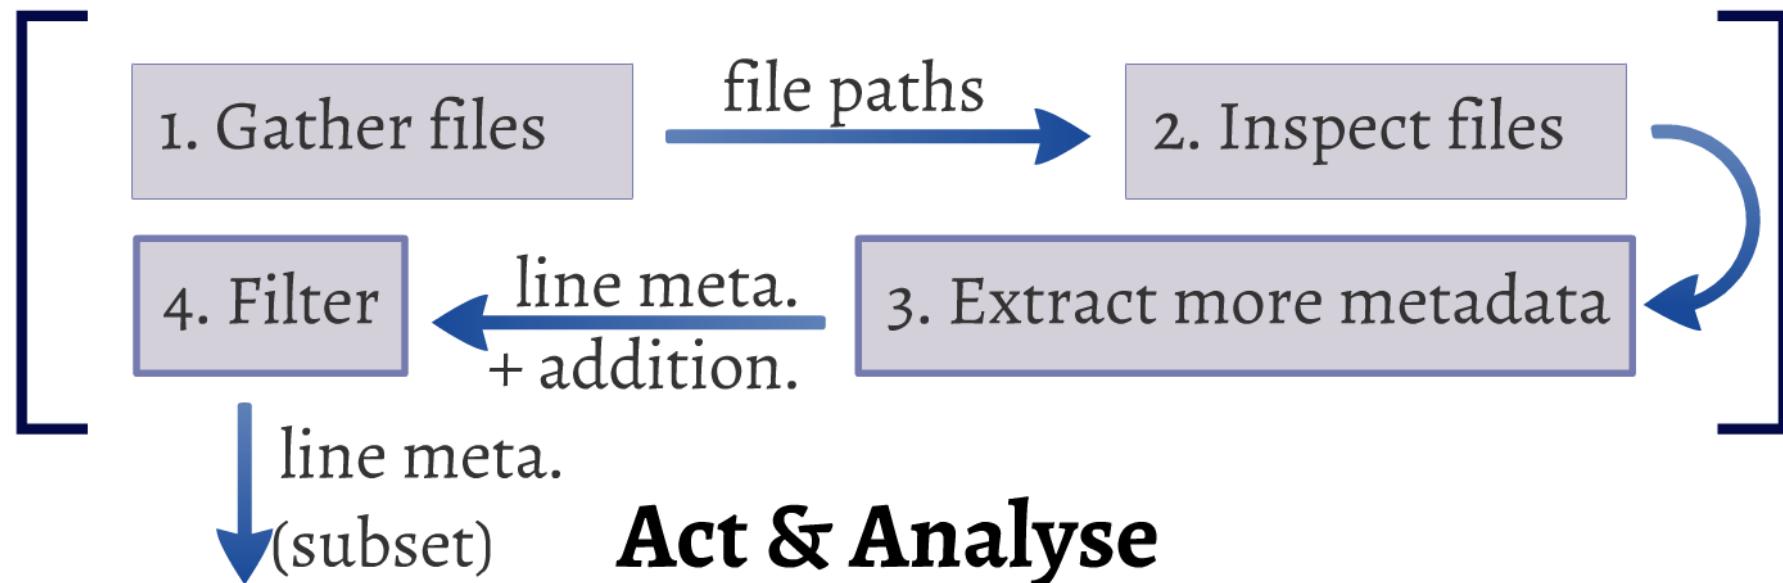 1. Gather files
file paths
2. Inspect files
3. Extract more metadata
line meta.
+ addition.
4. Filter
line meta.
(subset)
Act & Analyse